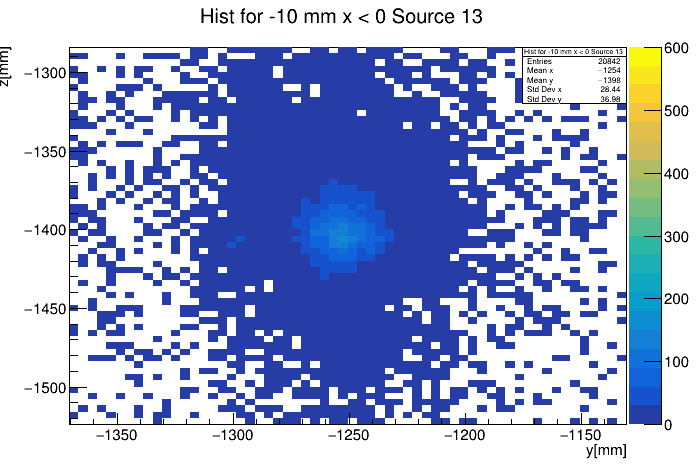 Hist for -10 mm x < 0 Source 13
z[mm]
Hist for -10 mm x < 0 Source 13
Entries 20842
Mean x −1254
Mean y −1398
Std Dev x 28.44
Std Dev y 36.98
−1300
−1350
−1400
−1450
−1500
−1350 −1300 −1250 −1200 −1150
y[mm]
600
500
400
300
200
100
0